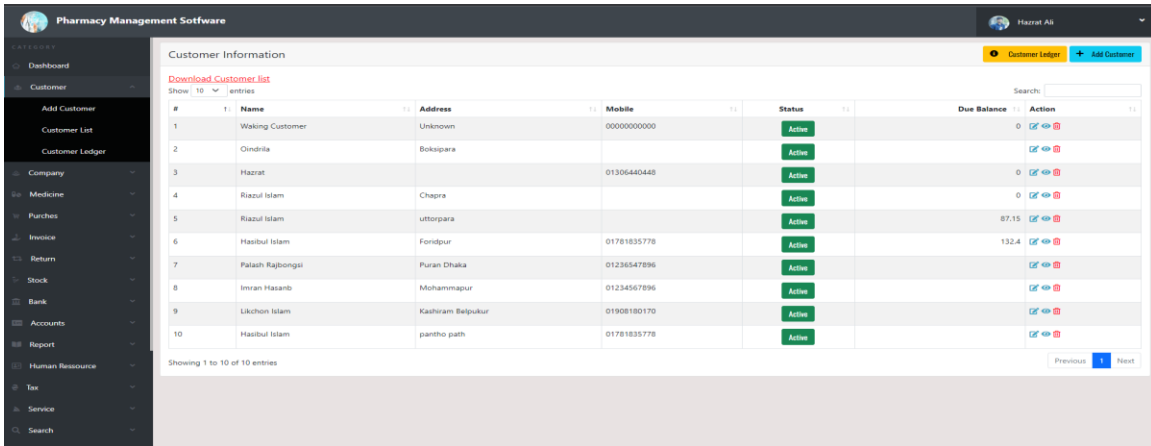 Pharmacy Management Sotfware
Hazrat Ali
CATEGORY
Dashboard
Customer
Add Customer
Customer List
Customer Ledger
Company
Medicine
Purches
Invoice
Return
Stock
Bank
Accounts
Report
Human Ressource
Tax
Service
Search
Customer Information
Customer Ledger
+ Add Customer
Download Customer list
Show 10 entries
Search:
# Name Address Mobile Status Due Balance Action
1 Waking Customer Unknown 00000000000 Active 0
2 Oindrila Boksipara Active
3 Hazrat 01306440448 Active 0
4 Riazul Islam Chapra Active 0
5 Riazul Islam uttorpara Active 87.15
6 Hasibul Islam Foridpur 01781835778 Active 132.4
7 Palash Rajbongsi Puran Dhaka 01236547896 Active
8 Imran Hasanb Mohammapur 01234567896 Active
9 Likchon Islam Kashiram Belpukur 01908180170 Active
10 Hasibul Islam pantho path 01781835778 Active
Showing 1 to 10 of 10 entries
Previous 1 Next